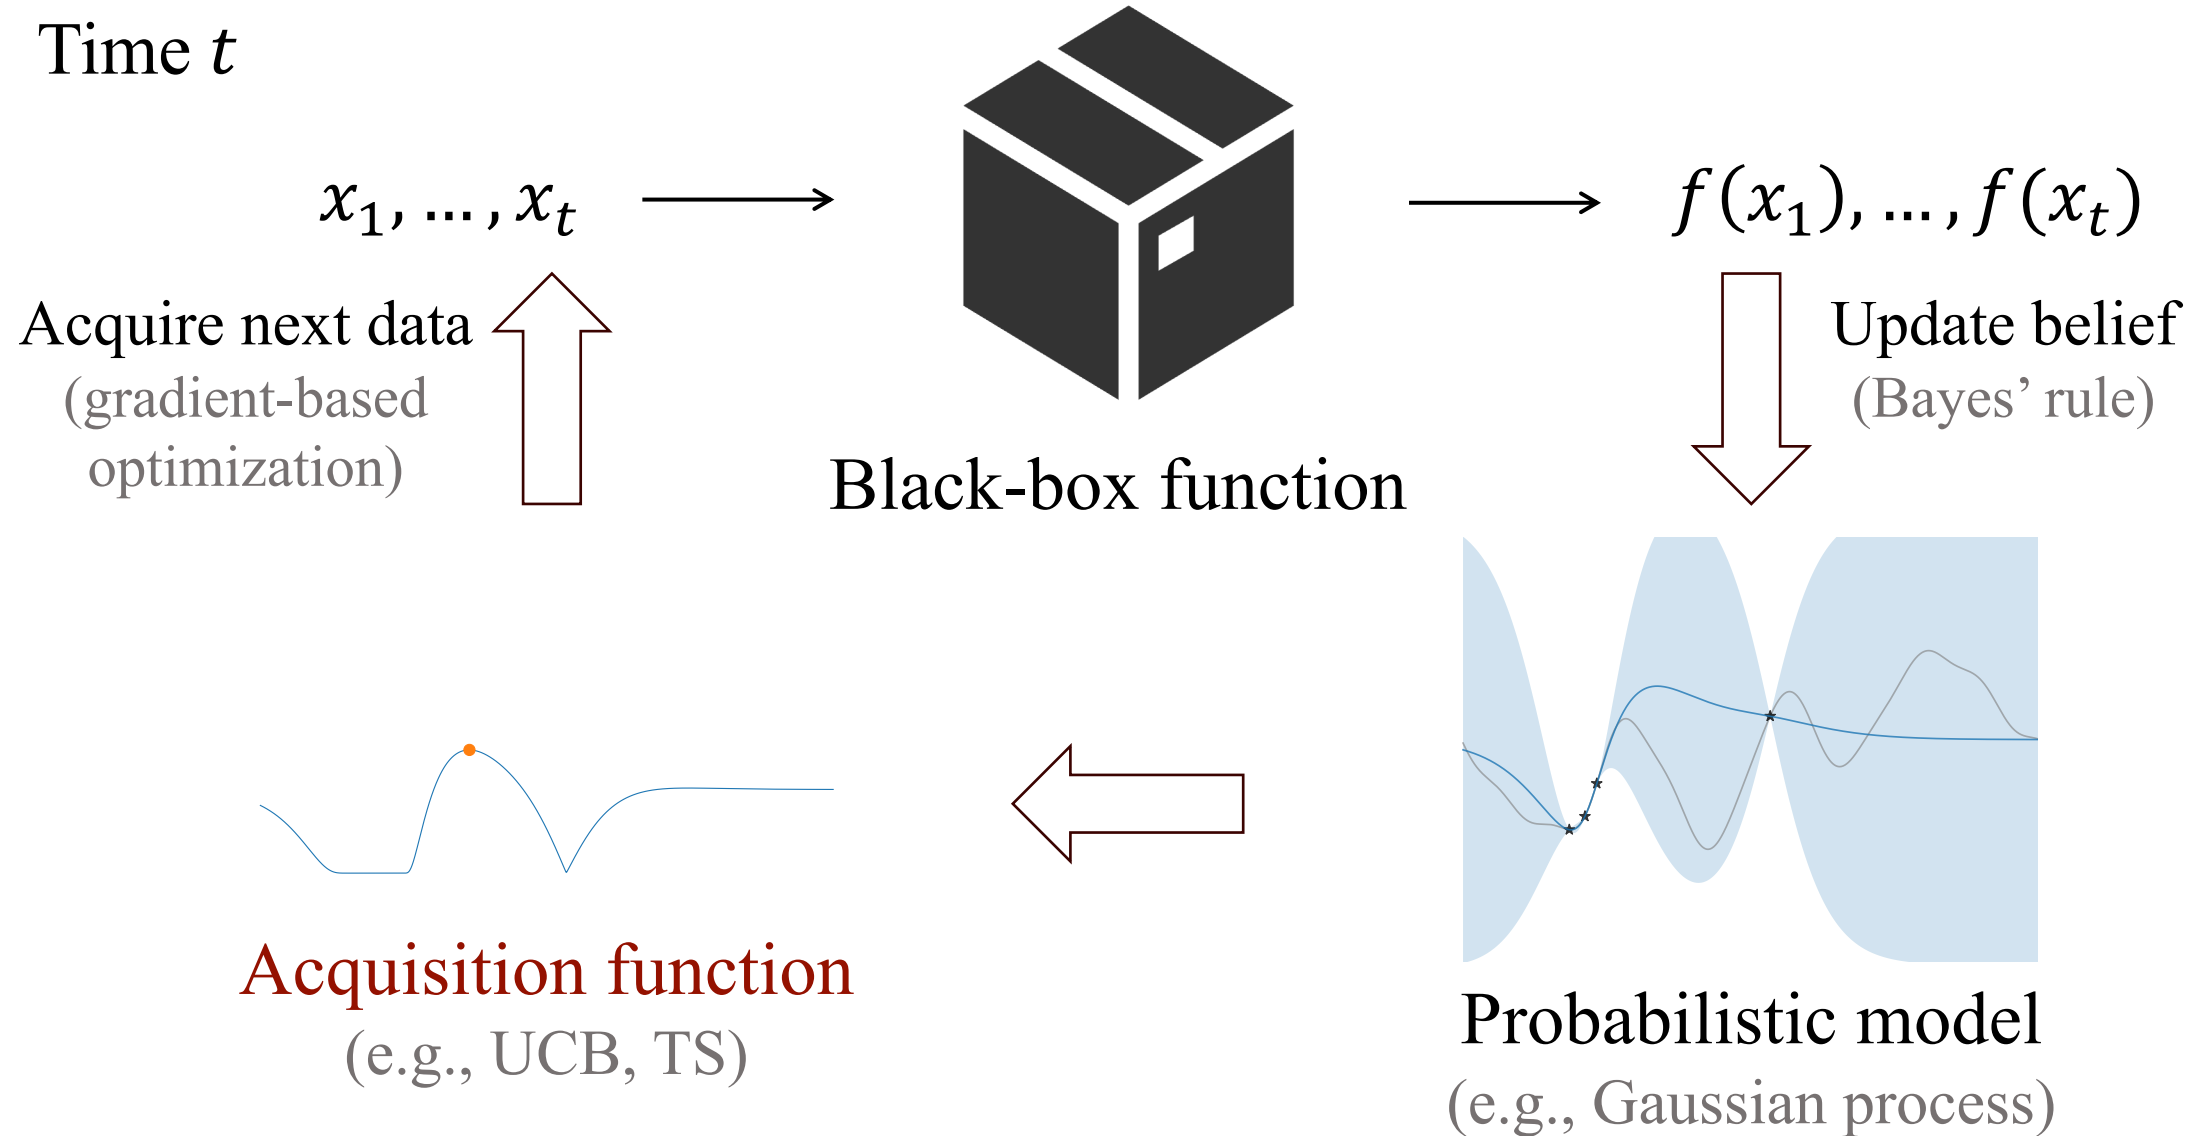 Time t
x₁, … , xₜ
f(x₁), … , f(xₜ)
Acquire next data
(gradient-based
optimization)
Black-box function
Update belief
(Bayes’ rule)
Acquisition function
(e.g., UCB, TS)
Probabilistic model
(e.g., Gaussian process)